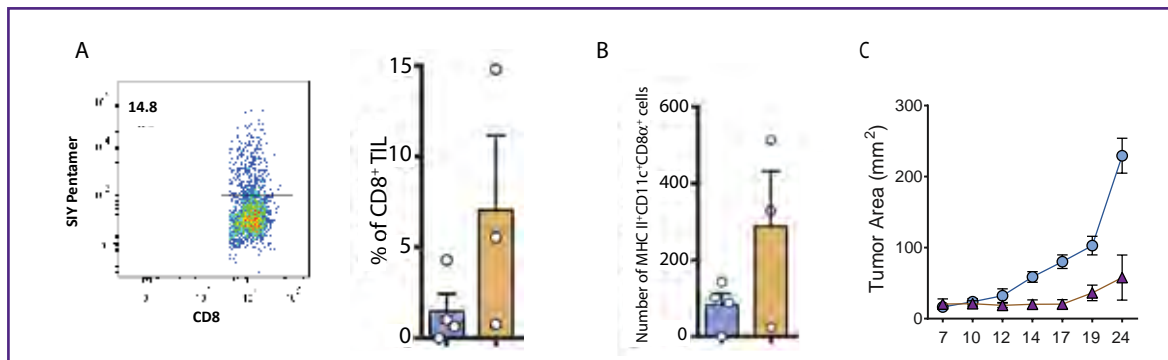 A
B
C
14.8
SIY Pentamer
CD8
% of CD8⁺ TIL
15
10
5
0
Number of MHC II⁺CD11c⁺CD8α⁺ cells
600
400
200
0
Tumor Area (mm²)
300
200
100
0
7 10 12 14 17 19 24